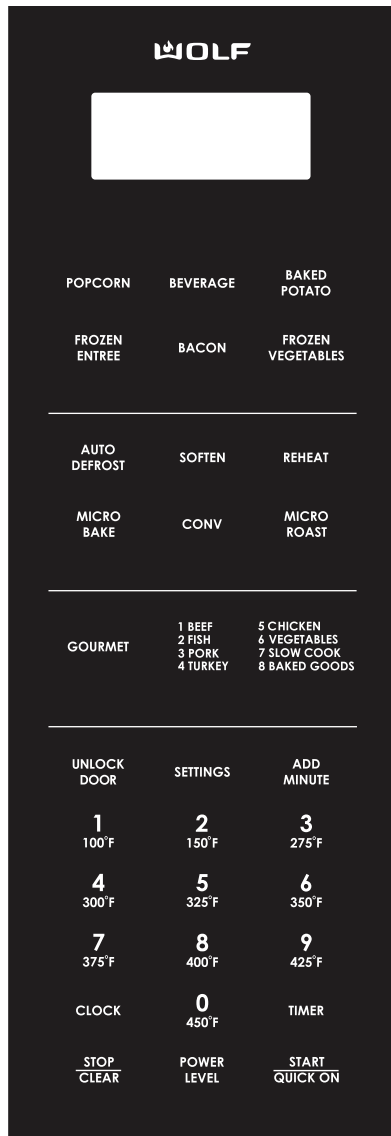 WOLF
POPCORN
BEVERAGE
BAKED
POTATO
FROZEN
ENTREE
BACON
FROZEN
VEGETABLES
AUTO
DEFROST
SOFTEN
REHEAT
MICRO
BAKE
CONV
MICRO
ROAST
GOURMET
1 BEEF
2 FISH
3 PORK
4 TURKEY
5 CHICKEN
6 VEGETABLES
7 SLOW COOK
8 BAKED GOODS
UNLOCK
DOOR
SETTINGS
ADD
MINUTE
1
100°F
2
150°F
3
275°F
4
300°F
5
325°F
6
350°F
7
375°F
8
400°F
9
425°F
CLOCK
0
450°F
TIMER
STOP
CLEAR
POWER
LEVEL
START
QUICK ON